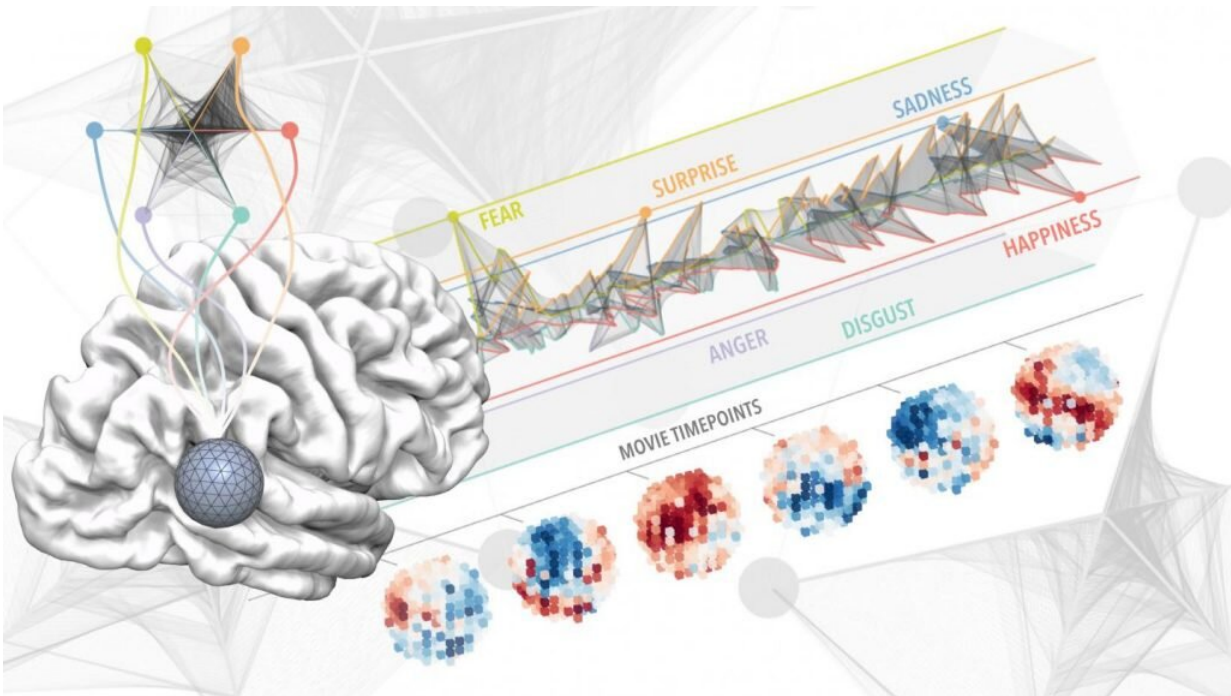 SADNESS
SURPRISE
FEAR
HAPPINESS
DISGUST
ANGER
MOVIE TIMEPOINTS